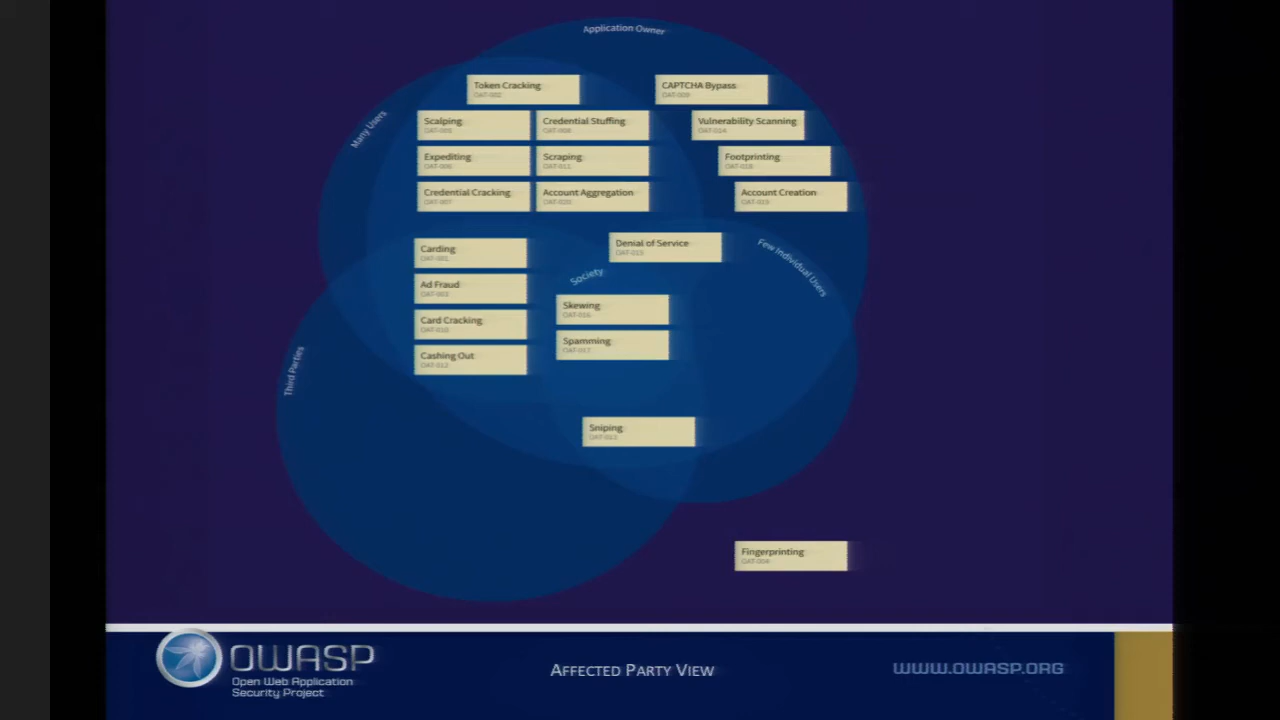 Application Owner
Many Users
Token Cracking
CAPTCHA Bypass
Scalping
Credential Stuffing
Vulnerability Scanning
Expediting
Scraping
Footprinting
Credential Cracking
Account Aggregation
Account Creation
Carding
Denial of Service
Few Individual Users
Society
Ad Fraud
Skewing
Card Cracking
Spamming
Cashing Out
Third Parties
Sniping
Fingerprinting
OWASP
Open Web Application
Security Project
AFFECTED PARTY VIEW
WWW.OWASP.ORG